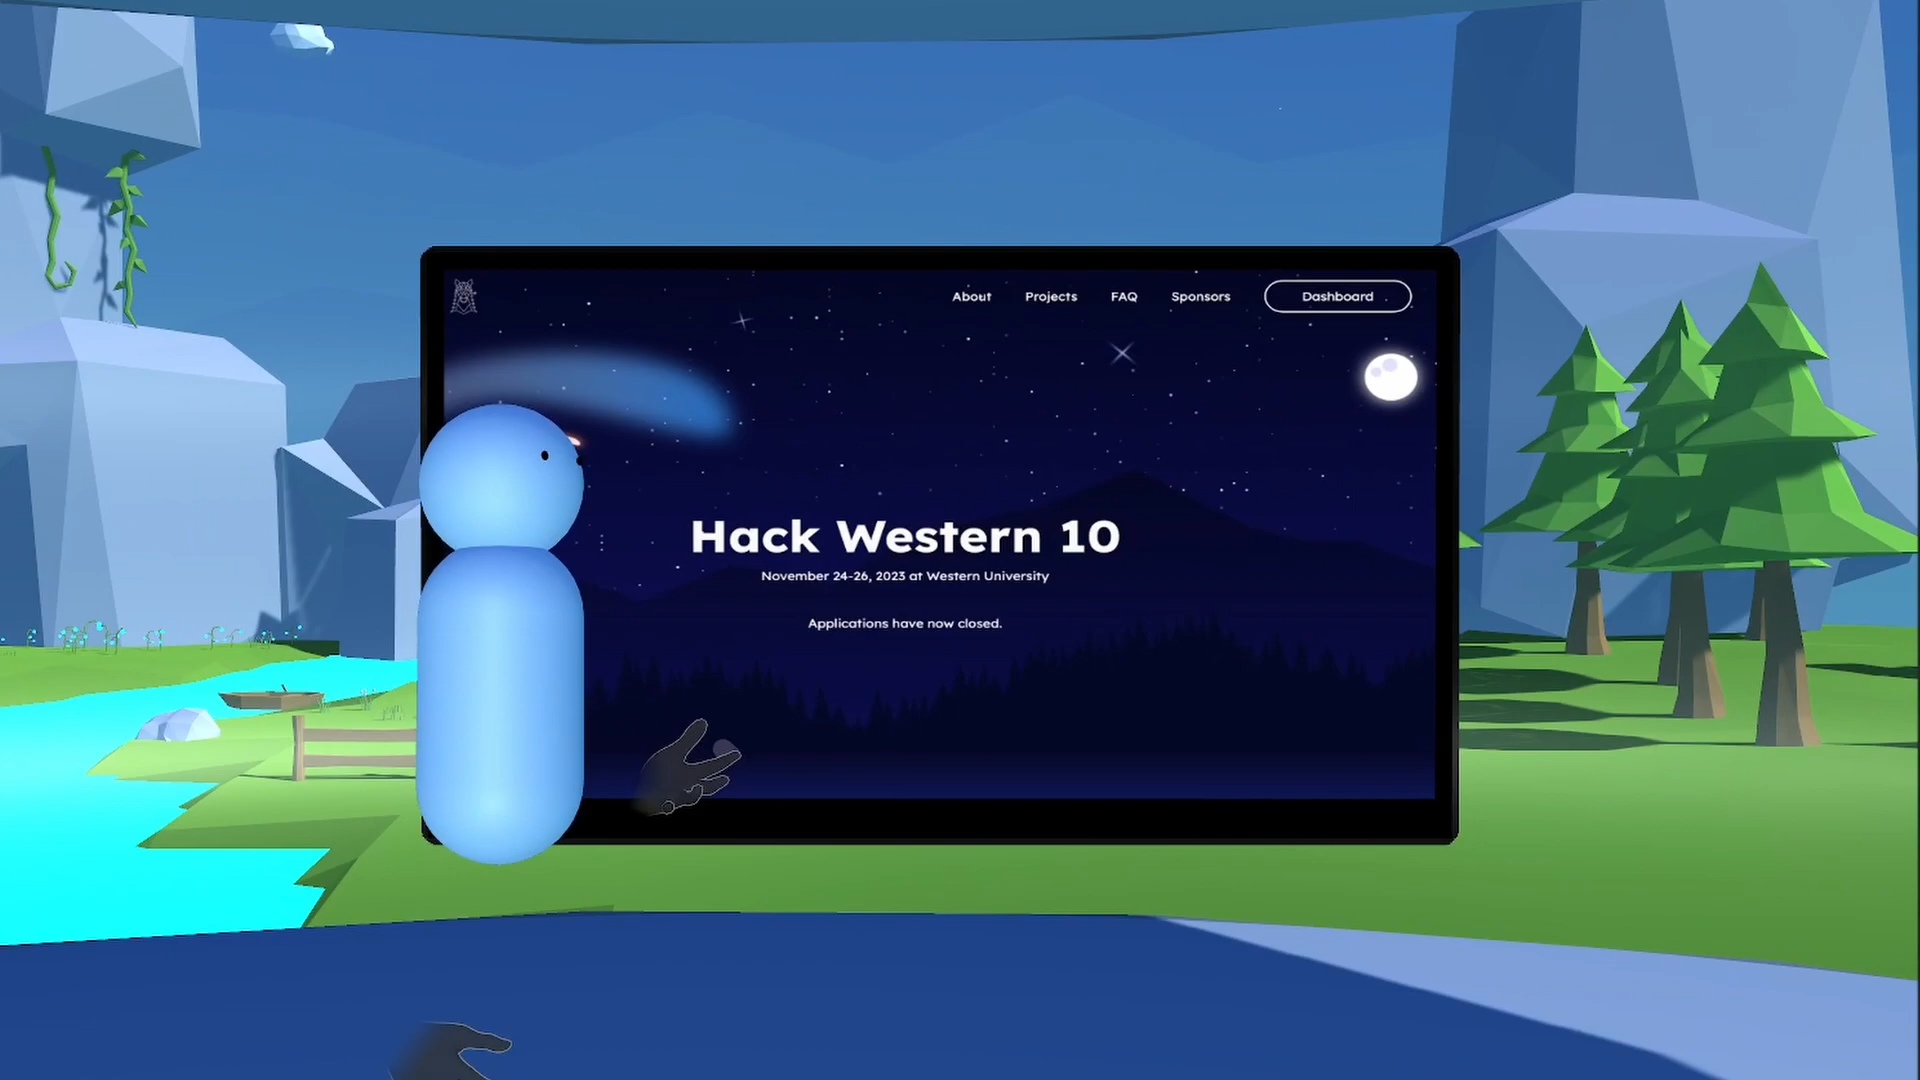 About Projects FAQ Sponsors Dashboard
Hack Western 10
November 24-26, 2023 at Western University
Applications have now closed.